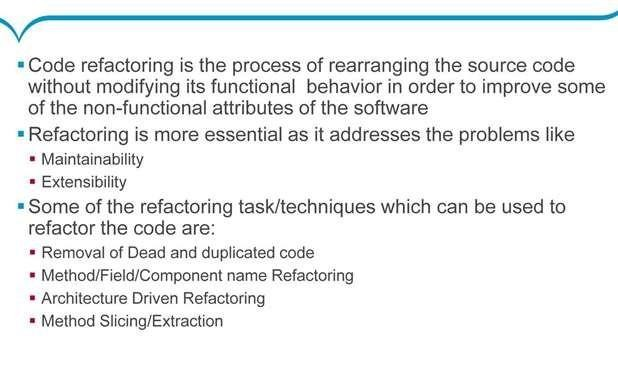 Code refactoring is the process of rearranging the source code
without modifying its functional behavior in order to improve some
of the non-functional attributes of the software
Refactoring is more essential as it addresses the problems like
Maintainability
Extensibility
Some of the refactoring task/techniques which can be used to
refactor the code are:
Removal of Dead and duplicated code
Method/Field/Component name Refactoring
Architecture Driven Refactoring
Method Slicing/Extraction